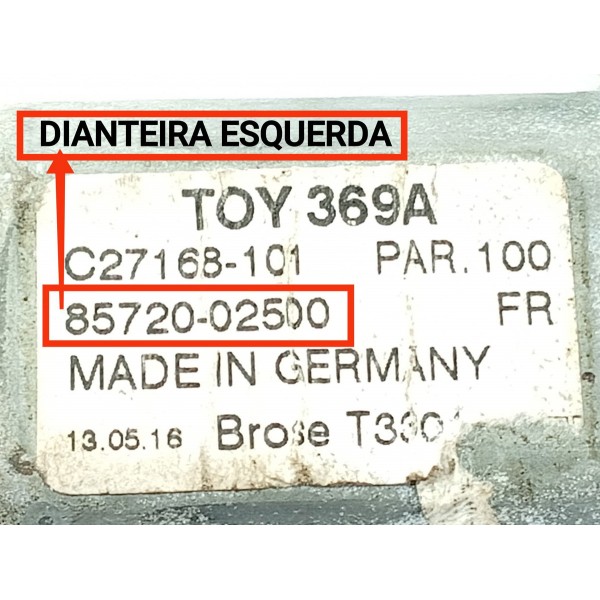 DIANTEIRA ESQUERDA
TOY 369A
C27168-101 PAR.100
85720-02500 FR
MADE IN GERMANY
13.05.16 Brose